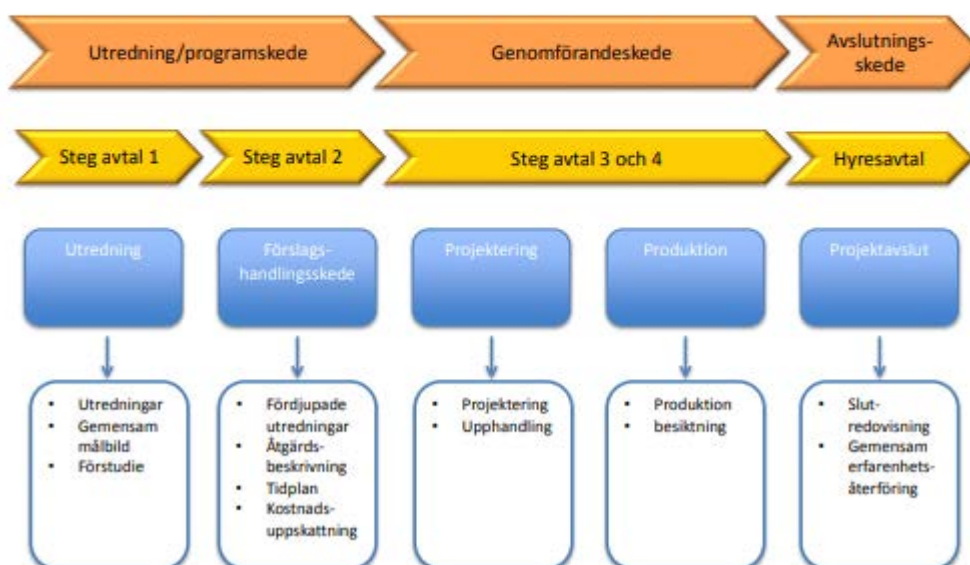 Utredning/programskede
Genomförandeskede
Avslutnings-
skede
Steg avtal 1
Steg avtal 2
Steg avtal 3 och 4
Hyresavtal
Utredning
Förslags-
handlingsskede
Projektering
Produktion
Projektavslut
• Utredningar
• Gemensam
målbild
• Förstudie
• Fördjupade
utredningar
• Åtgärds-
beskrivning
• Tidplan
• Kostnads-
uppskattning
• Projektering
• Upphandling
• Produktion
• besiktning
• Slut-
redovisning
• Gemensam
erfarenhets-
återföring